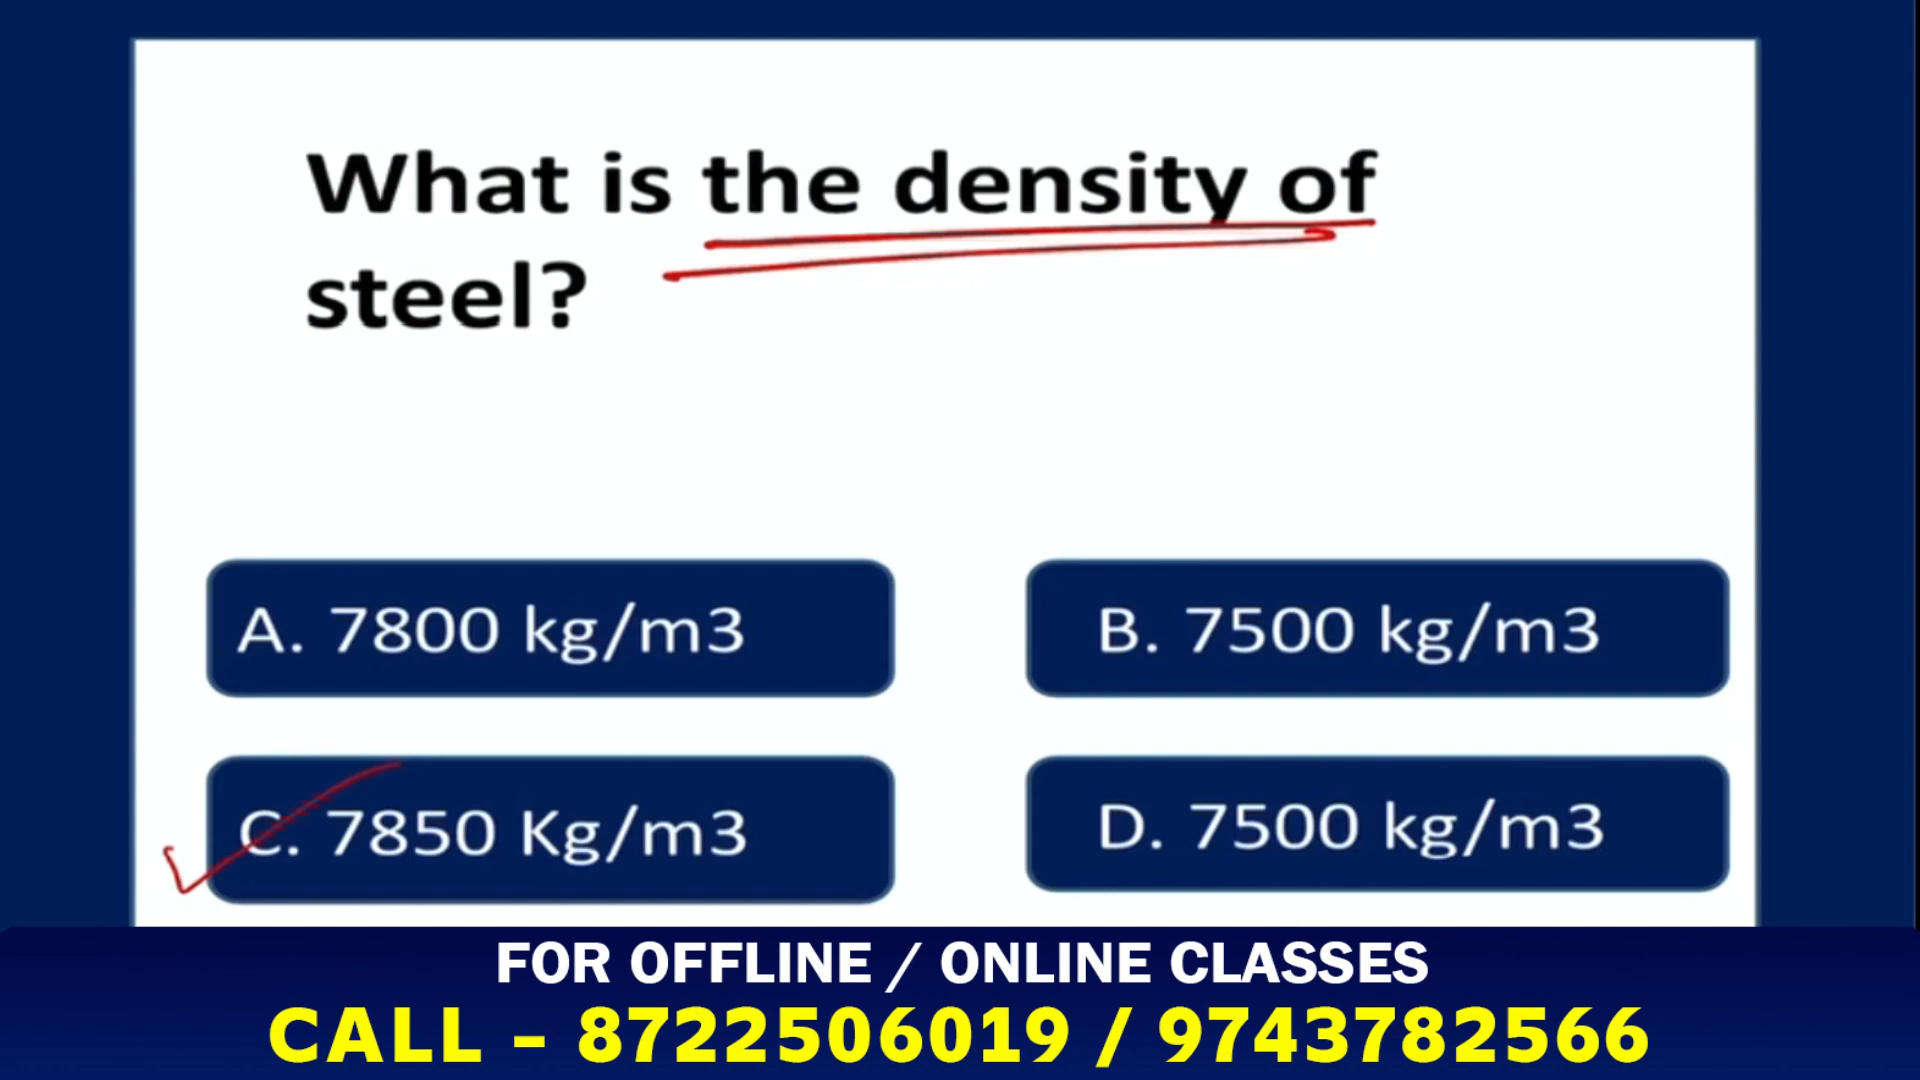 What is the density of
steel?
A. 7800 kg/m3
B. 7500 kg/m3
C. 7850 Kg/m3
D. 7500 kg/m3
FOR OFFLINE / ONLINE CLASSES
CALL – 8722506019 / 9743782566